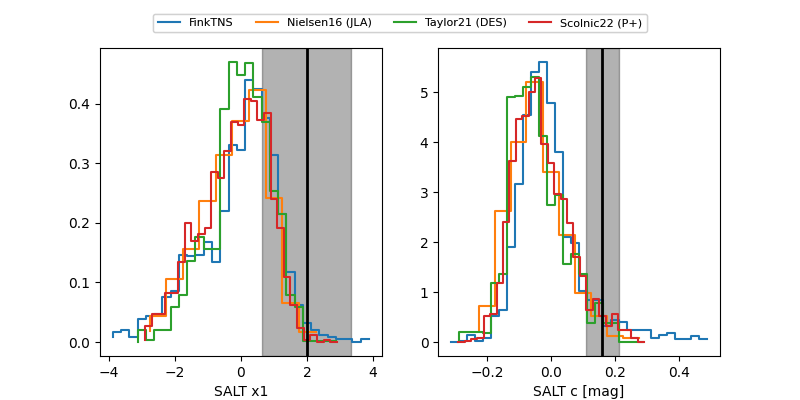 FinkTNS Nielsen16 (JLA) Taylor21 (DES) Scolnic22 (P+)
0.4
0.3
0.2
0.1
0.0
−4 −2 0 2 4
SALT x1
5
4
3
2
1
0
−0.2 0.0 0.2 0.4
SALT c [mag]